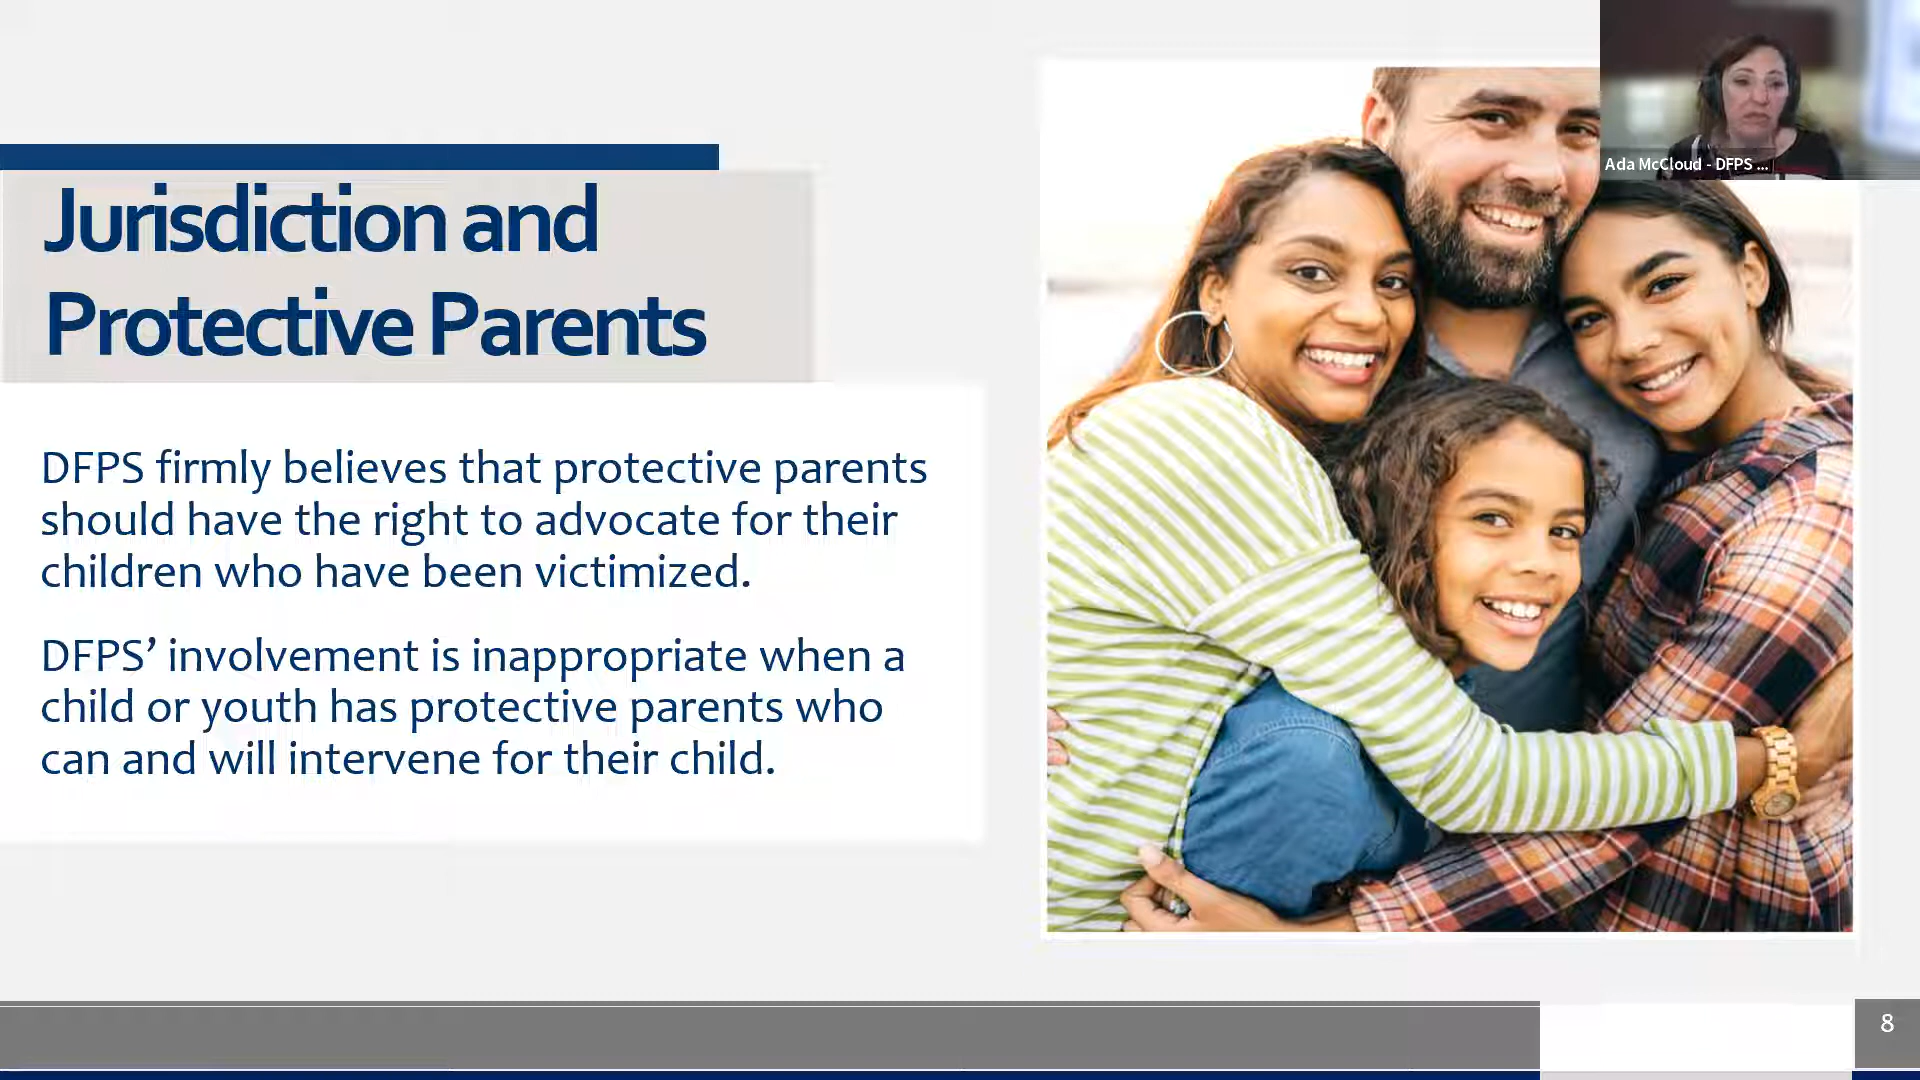 Jurisdiction and
Protective Parents
DFPS firmly believes that protective parents
should have the right to advocate for their
children who have been victimized.
DFPS’ involvement is inappropriate when a
child or youth has protective parents who
can and will intervene for their child.
Ada McCloud - DFPS ...
8